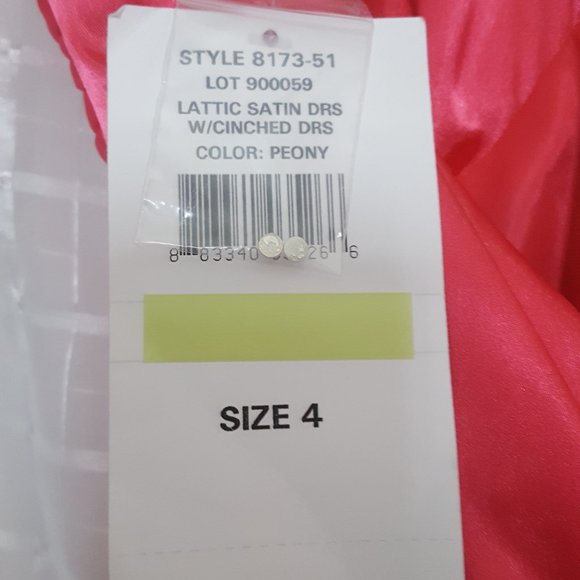 STYLE 8173-51
LOT 900059
LATTIC SATIN DRS
W/CINCHED DRS
COLOR: PEONY
8 83340 26 6
SIZE 4